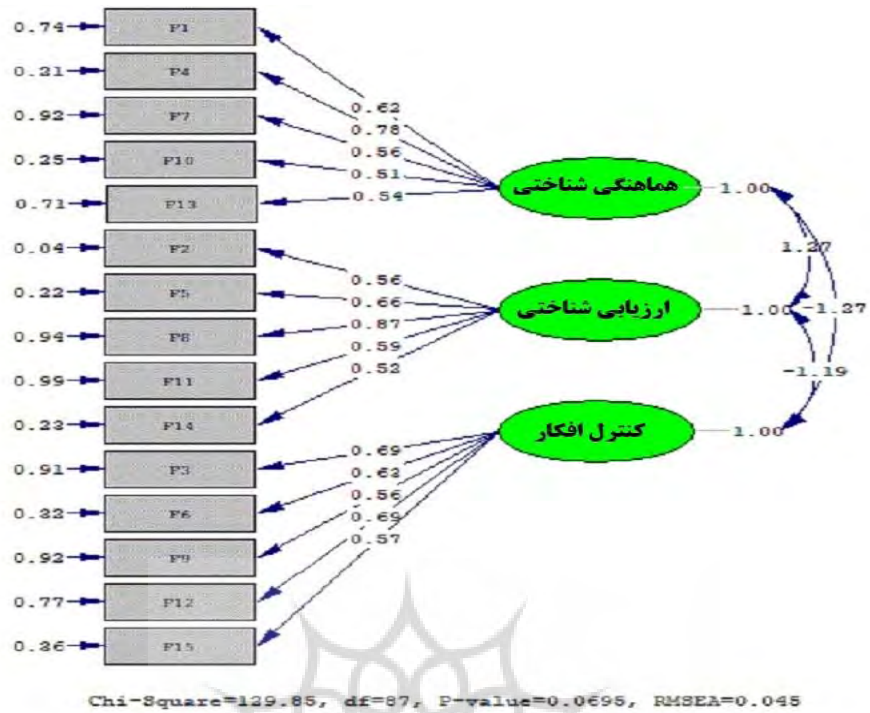 0.74 F1
0.21 F4
0.92 F7
0.25 F10
0.71 F13
0.04 F2
0.22 F5
0.94 F8
0.99 F11
0.23 F14
0.91 F3
0.32 F6
0.92 F9
0.77 F12
0.36 F15
0.62
0.78
0.56
0.51
0.54
0.56
0.66
0.87
0.59
0.52
0.69
0.63
0.56
0.69
0.57
هماهنگی شناختی
1.00
ارزیابی شناختی
1.00
کنترل افکار
1.00
1.27
-1.27
-1.19
Chi-Square=129.85, df=87, P-value=0.0695, RMSEA=0.045